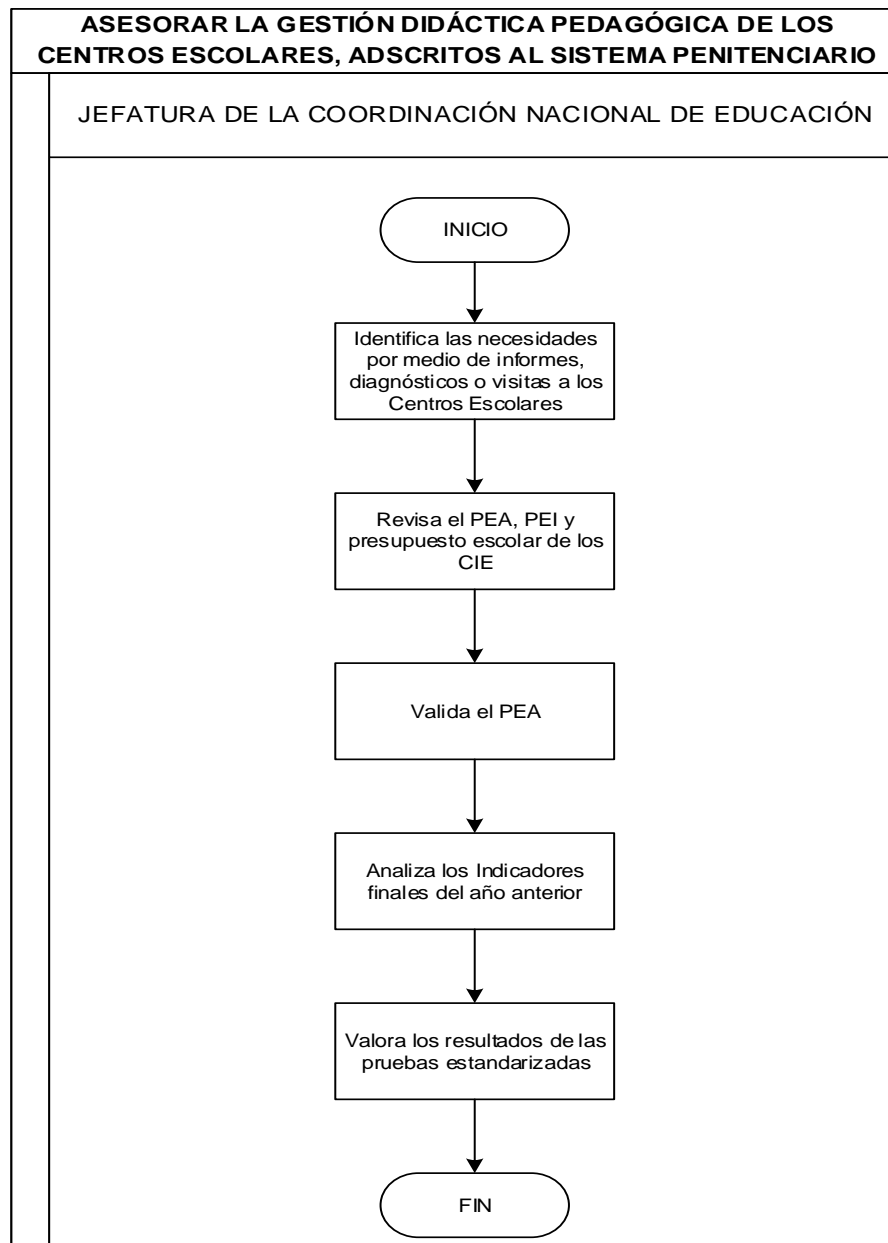 ASESORAR LA GESTIÓN DIDÁCTICA PEDAGÓGICA DE LOS
CENTROS ESCOLARES, ADSCRITOS AL SISTEMA PENITENCIARIO
JEFATURA DE LA COORDINACIÓN NACIONAL DE EDUCACIÓN
INICIO
Identifica las necesidades
por medio de informes,
diagnósticos o visitas a los
Centros Escolares
Revisa el PEA, PEI y
presupuesto escolar de los
CIE
Valida el PEA
Analiza los Indicadores
finales del año anterior
Valora los resultados de las
pruebas estandarizadas
FIN